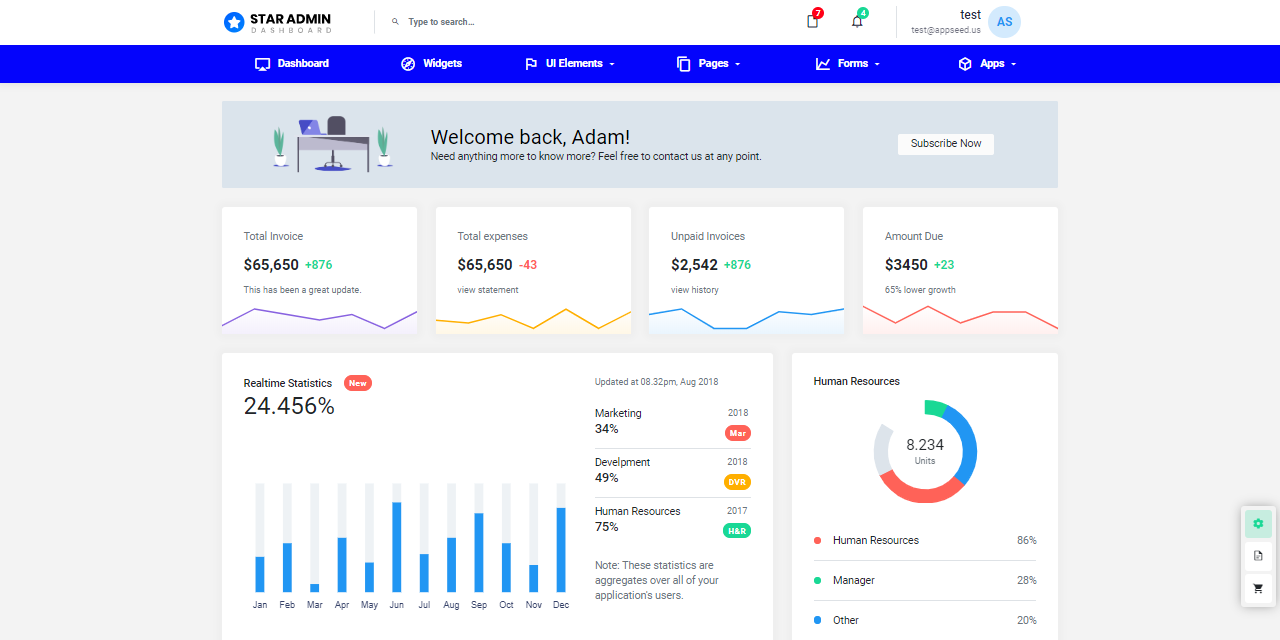 STAR ADMIN
DASHBOARD
Type to search...
7
4
test
test@appseed.us
AS
Dashboard
Widgets
UI Elements
Pages
Forms
Apps
Welcome back, Adam!
Need anything more to know more? Feel free to contact us at any point.
Subscribe Now
Total Invoice
$65,650 +876
This has been a great update.
Total expenses
$65,650 -43
view statement
Unpaid Invoices
$2,542 +876
view history
Amount Due
$3450 +23
65% lower growth
Realtime Statistics New
24.456%
Jan Feb Mar Apr May Jun Jul Aug Sep Oct Nov Dec
Updated at 08.32pm, Aug 2018
Marketing 2018
34% Mar
Develpment 2018
49% DVR
Human Resources 2017
75% H&R
Note: These statistics are
aggregates over all of your
application's users.
Human Resources
8.234
Units
Human Resources 86%
Manager 28%
Other 20%